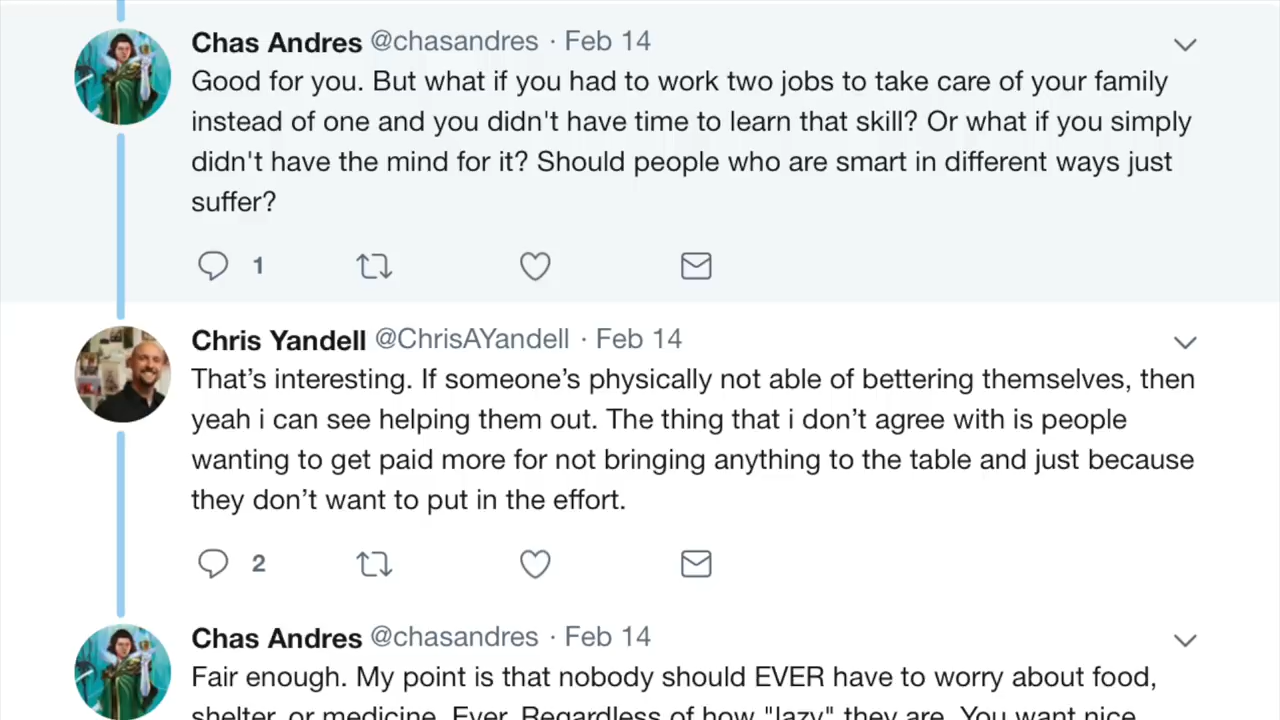 Chas Andres @chasandres · Feb 14
Good for you. But what if you had to work two jobs to take care of your family
instead of one and you didn't have time to learn that skill? Or what if you simply
didn't have the mind for it? Should people who are smart in different ways just
suffer?
1
Chris Yandell @ChrisAYandell · Feb 14
That’s interesting. If someone’s physically not able of bettering themselves, then
yeah i can see helping them out. The thing that i don’t agree with is people
wanting to get paid more for not bringing anything to the table and just because
they don’t want to put in the effort.
2
Chas Andres @chasandres · Feb 14
Fair enough. My point is that nobody should EVER have to worry about food,
shelter, or medicine. Ever. Regardless of how "lazy" they are. You want nice